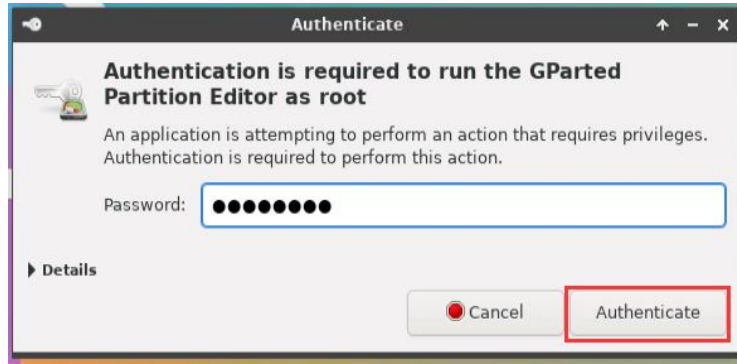 Authenticate
Authentication is required to run the GParted
Partition Editor as root
An application is attempting to perform an action that requires privileges.
Authentication is required to perform this action.
Password: ●●●●●●●●
Details
Cancel Authenticate